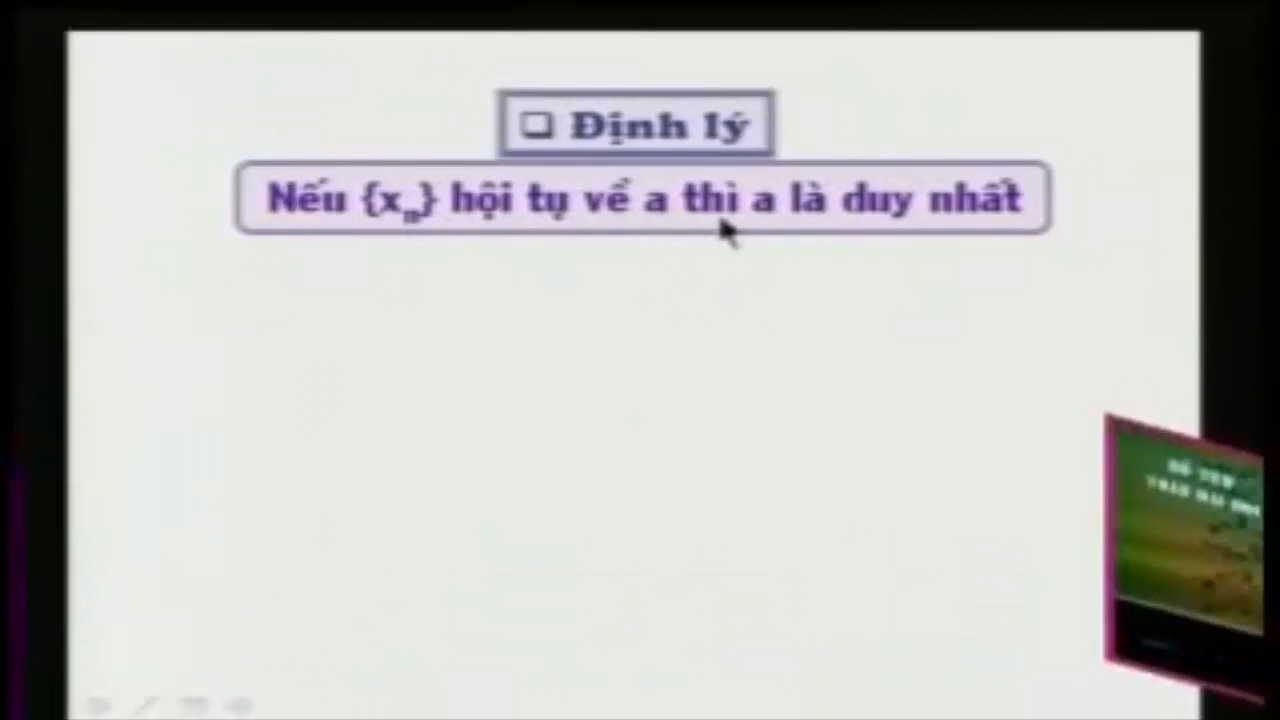 ❑ Định lý
Nếu {xₙ} hội tụ về a thì a là duy nhất